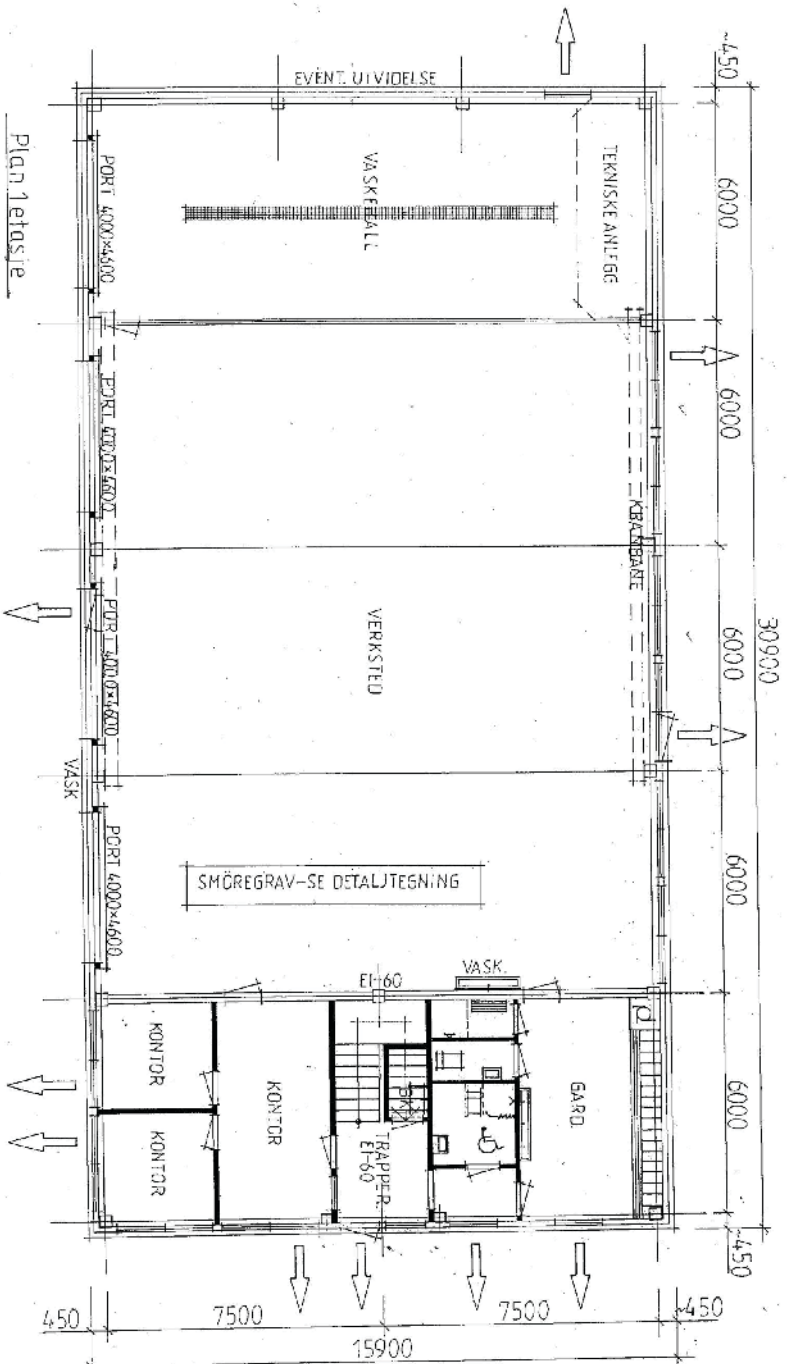 EVENT. UTVIDELSE
~450
TEKNISKE ANLEGG
6000
VASKEHALL
PORT 4000×4600
Plan 1etasje
6000
KRANBANE
PORT 4000×4600
6000
30900
VERKSTED
PORT 4000×4600
VASK
6000
SMÖREGRAV-SE DETALJTEGNING
PORT 4000×4600
VASK.
EI-60
6000
GARD.
KONTOR
KONTOR
KONTOR
TRAPPER
EI-60
~450
450
7500
7500
~450
15900